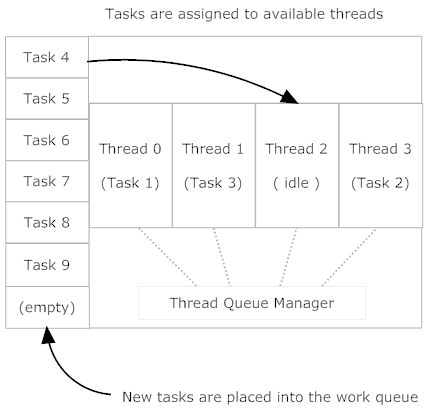 Tasks are assigned to available threads
Task 4
Task 5
Task 6
Task 7
Task 8
Task 9
(empty)
Thread 0
(Task 1)
Thread 1
(Task 3)
Thread 2
( idle )
Thread 3
(Task 2)
Thread Queue Manager
New tasks are placed into the work queue